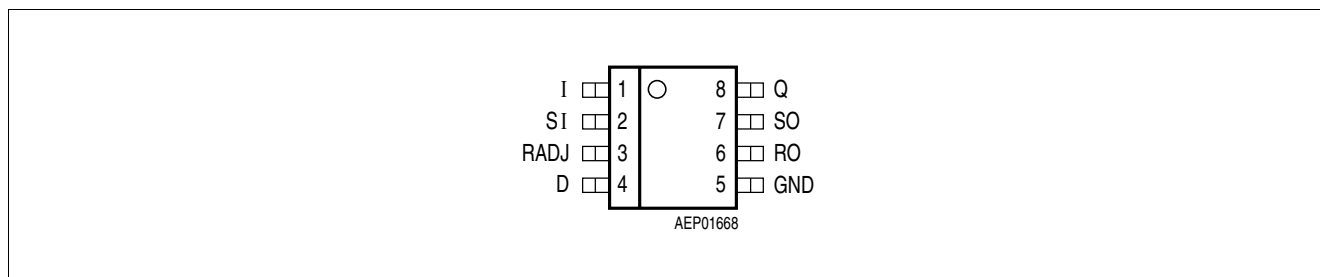 I 1 8 Q
SI 2 7 SO
RADJ 3 6 RO
D 4 5 GND
AEP01668